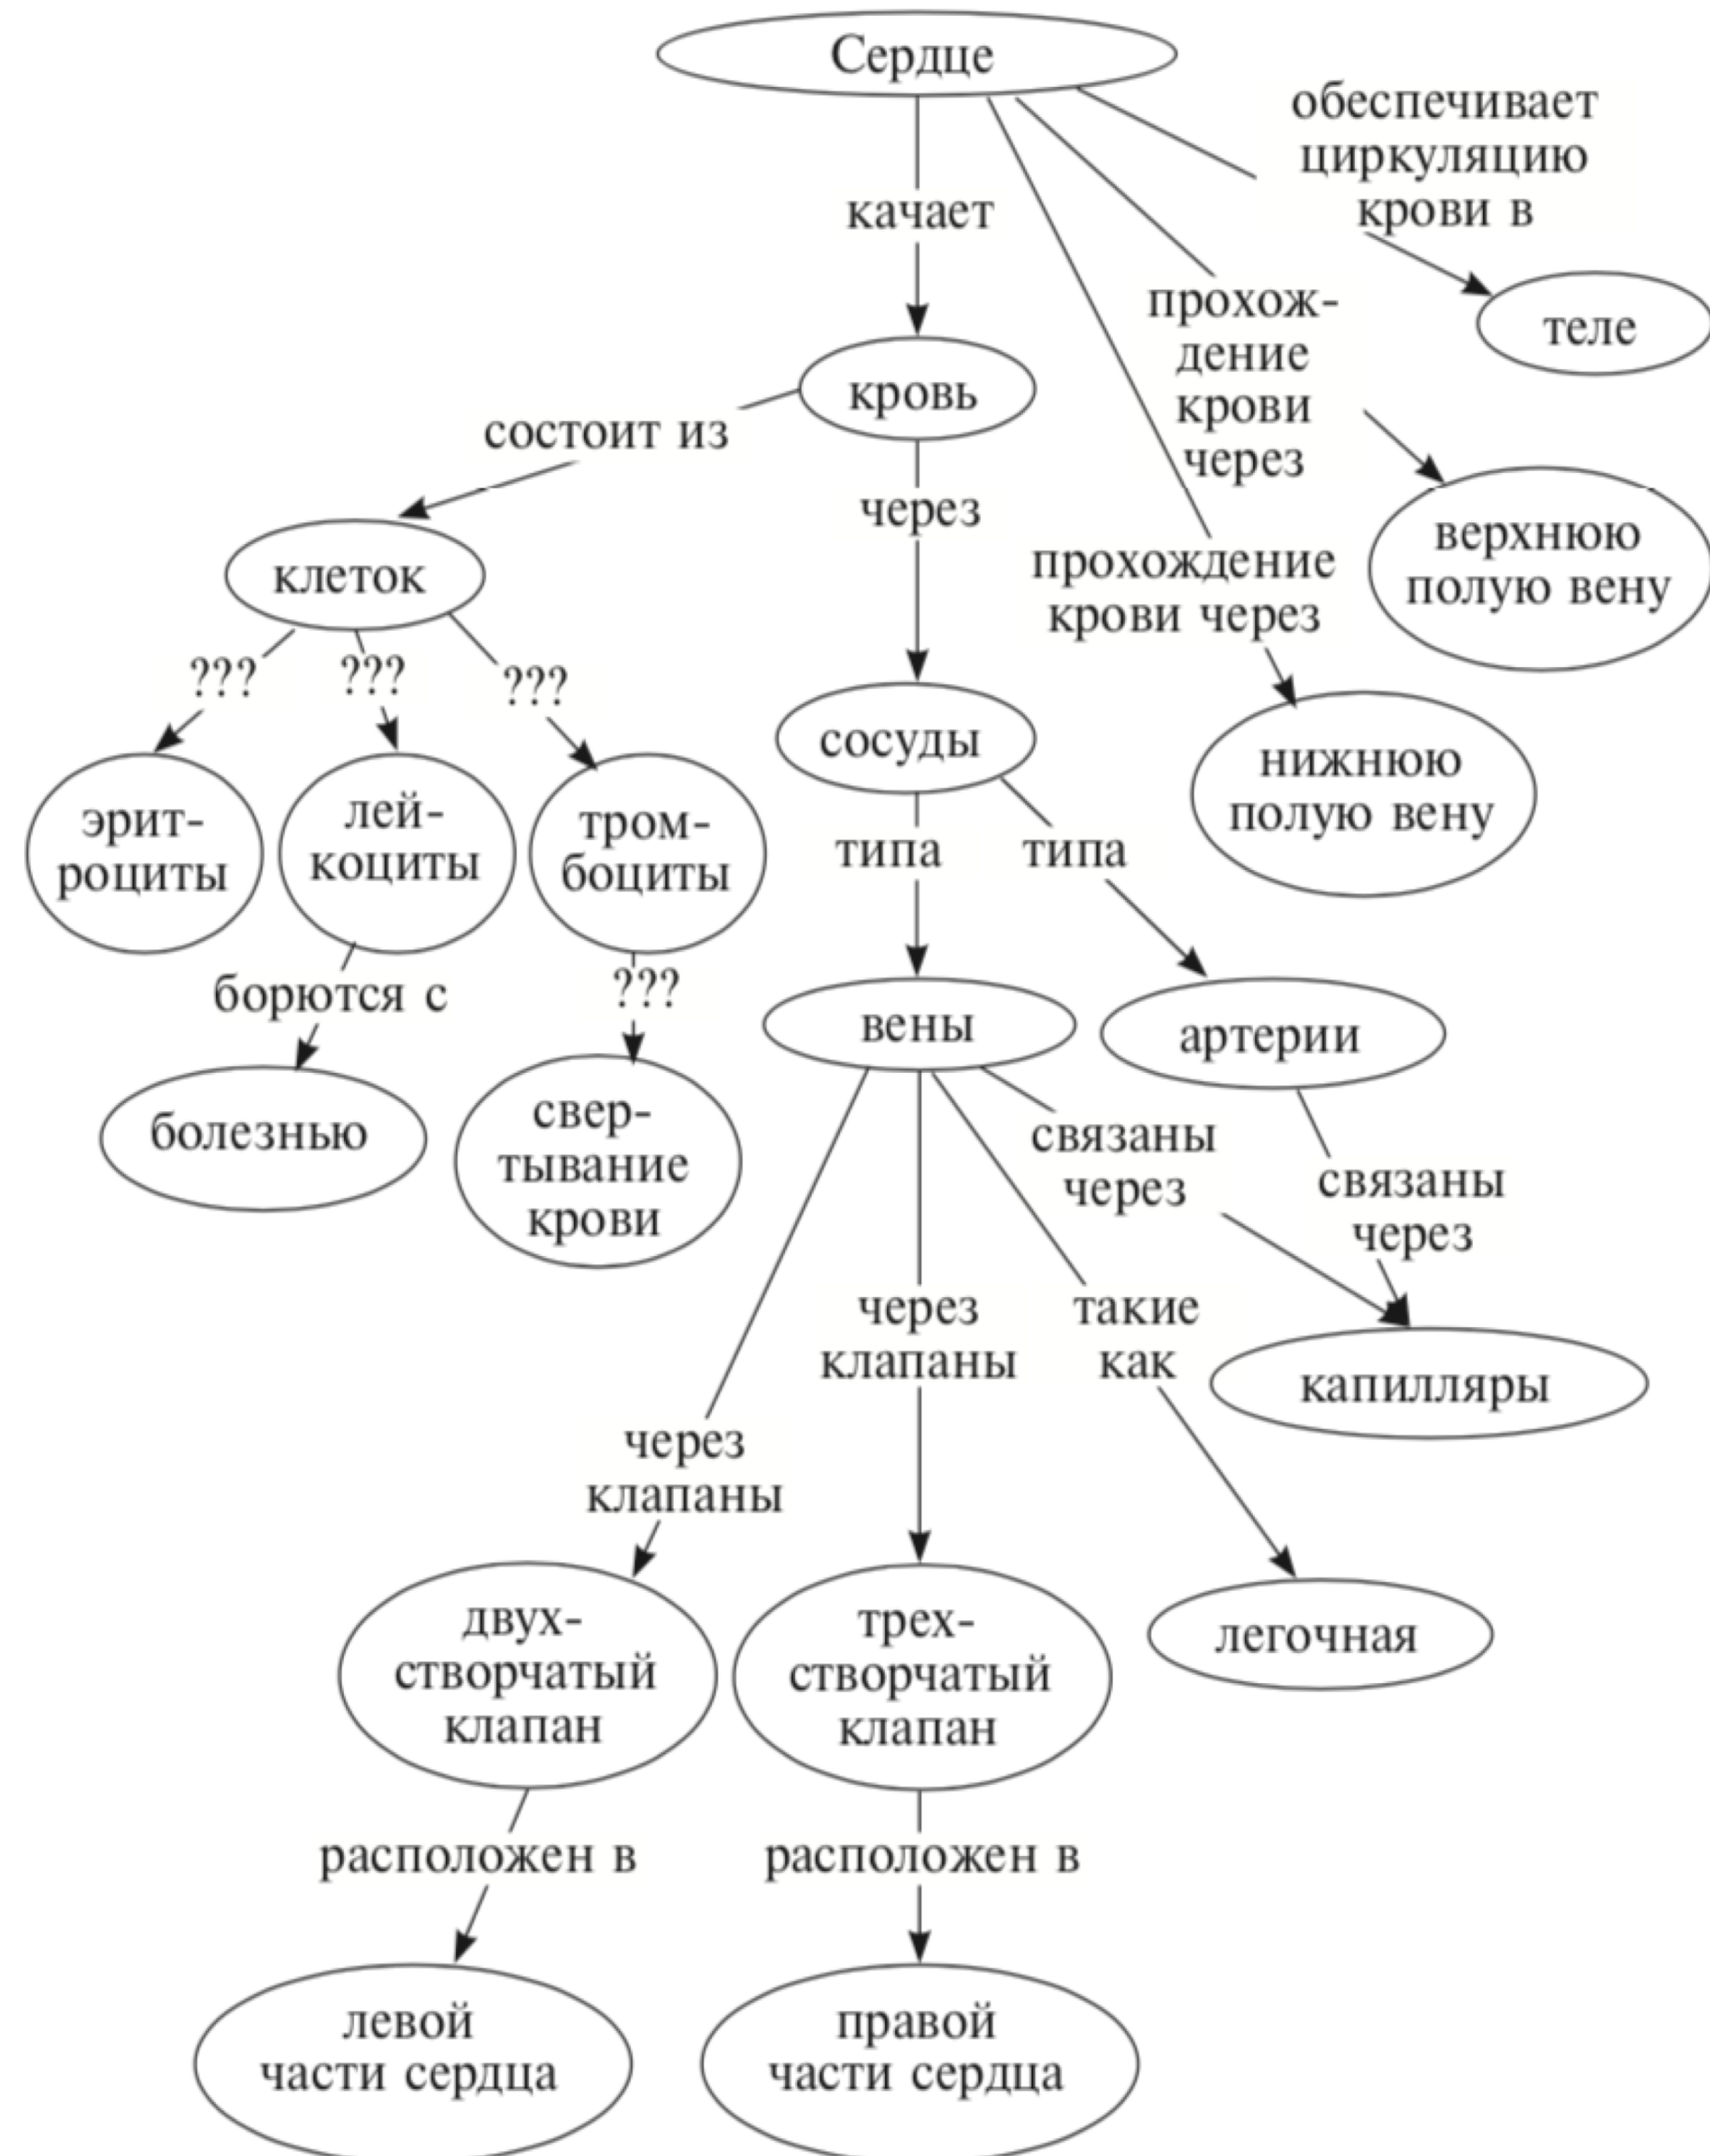 Сердце
обеспечивает
циркуляцию
крови в
качает
прохож-
дение
крови
через
теле
кровь
состоит из
через
прохождение
крови через
верхнюю
полую вену
клеток
???
???
???
сосуды
нижнюю
полую вену
эрит-
роциты
лей-
коциты
тром-
боциты
типа
типа
борются с
???
вены
артерии
болезнью
свер-
тывание
крови
связаны
через
связаны
через
через
клапаны
такие
как
капилляры
через
клапаны
двух-
створчатый
клапан
трех-
створчатый
клапан
легочная
расположен в
расположен в
левой
части сердца
правой
части сердца